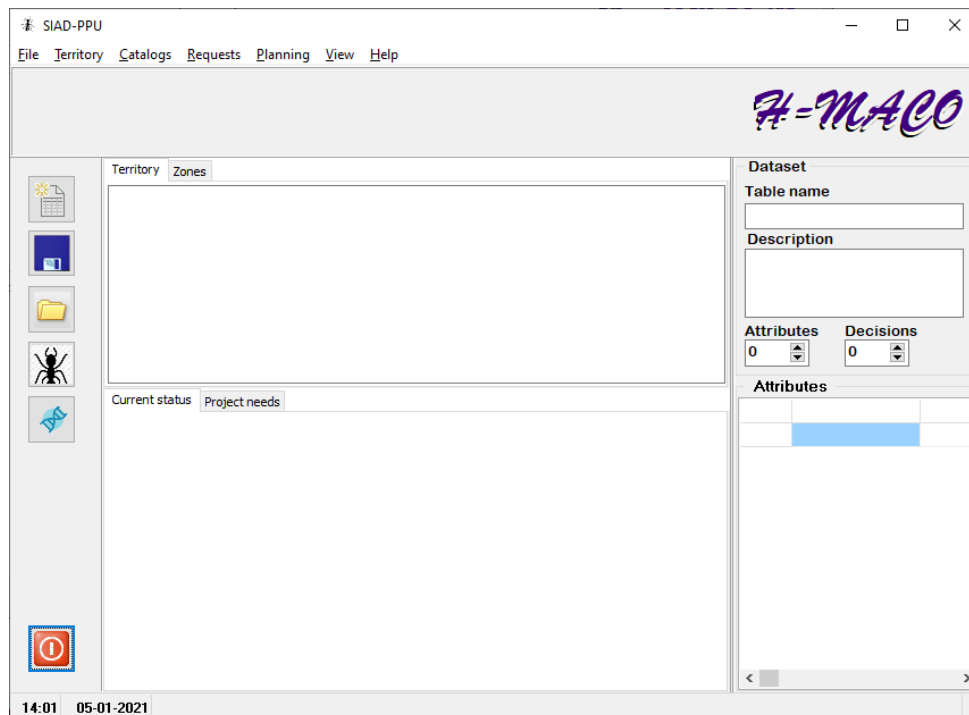 SIAD-PPU
File Territory Catalogs Requests Planning View Help
H-MACO
Territory Zones
Dataset
Table name
Description
Attributes Decisions
0 0
Current status Project needs
Attributes
14:01 05-01-2021